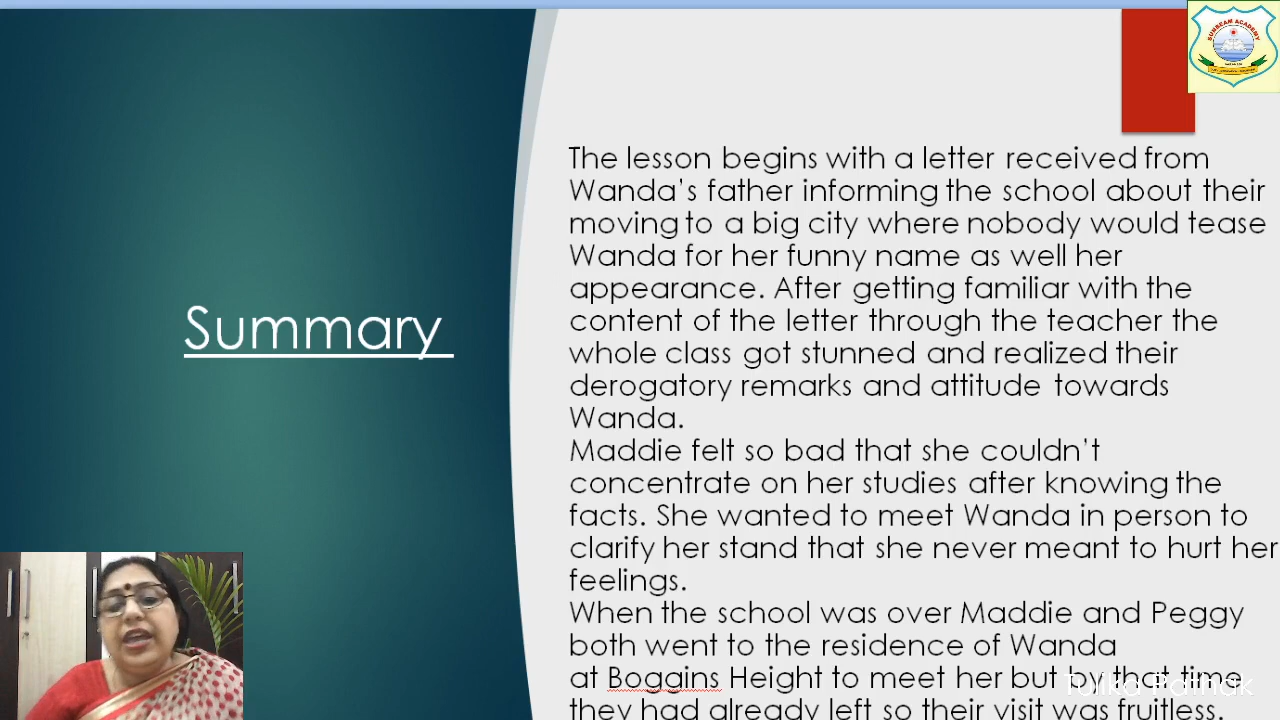 SUNBEAM ACADEMY
Summary
The lesson begins with a letter received from
Wanda's father informing the school about their
moving to a big city where nobody would tease
Wanda for her funny name as well her
appearance. After getting familiar with the
content of the letter through the teacher the
whole class got stunned and realized their
derogatory remarks and attitude towards
Wanda.
Maddie felt so bad that she couldn't
concentrate on her studies after knowing the
facts. She wanted to meet Wanda in person to
clarify her stand that she never meant to hurt her
feelings.
When the school was over Maddie and Peggy
both went to the residence of Wanda
at Boggins Height to meet her but by that time
they had already left so their visit was fruitless.
Tulika Pathak